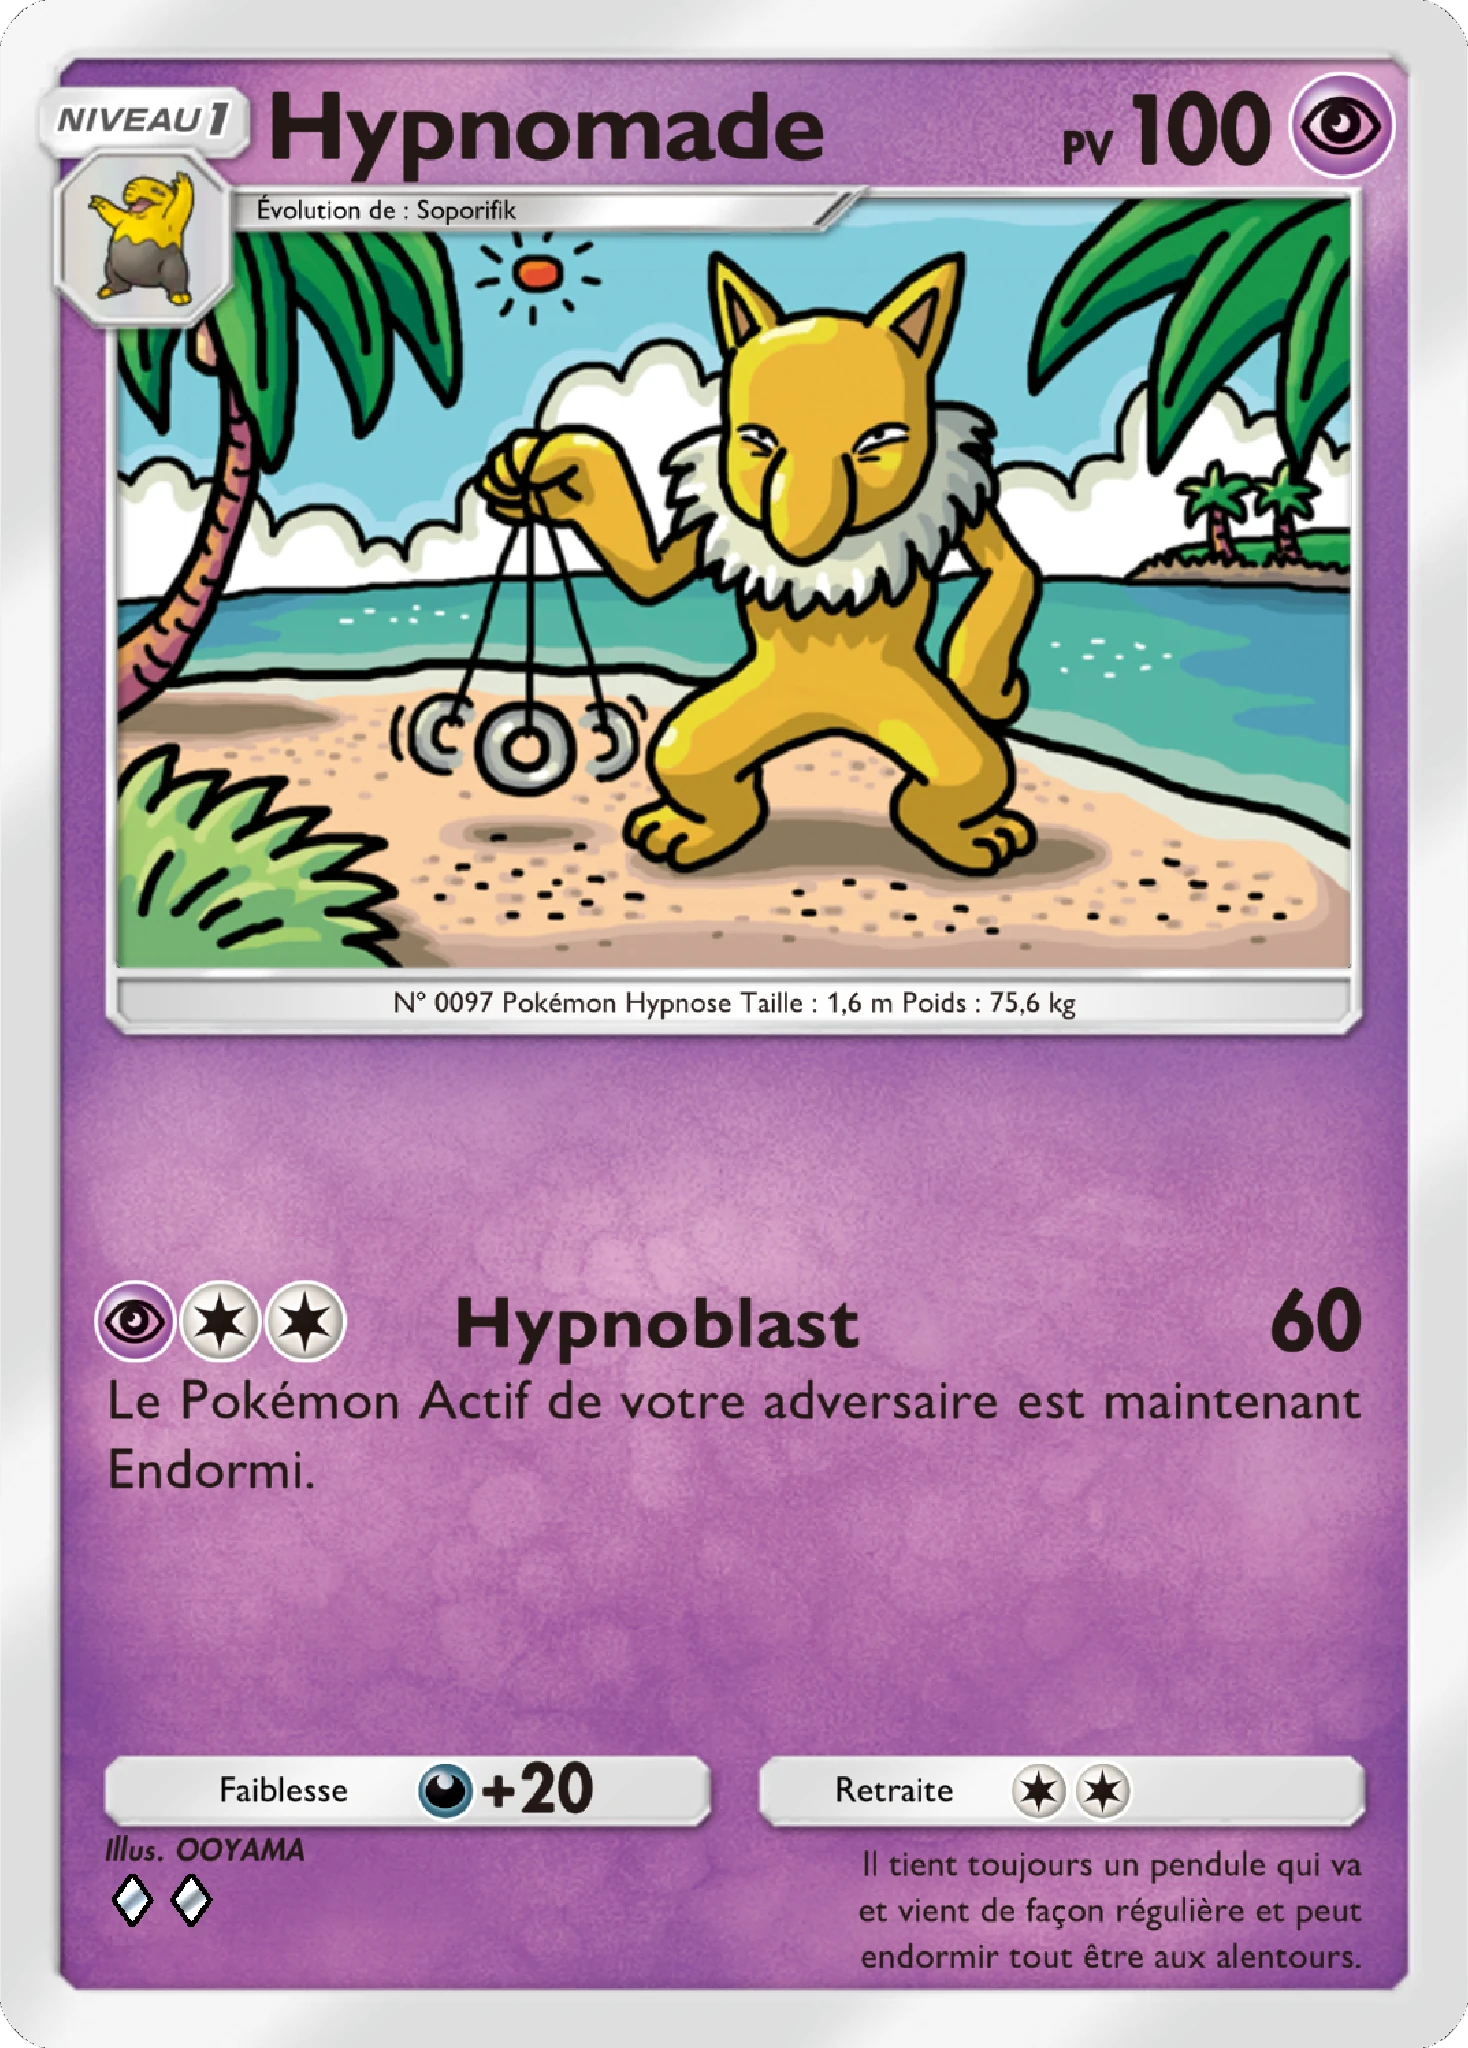 NIVEAU 1
Hypnomade
PV 100
Évolution de : Soporifik
N° 0097 Pokémon Hypnose Taille : 1,6 m Poids : 75,6 kg
Hypnoblast 60
Le Pokémon Actif de votre adversaire est maintenant
Endormi.
Faiblesse +20
Retraite
Illus. OOYAMA
Il tient toujours un pendule qui va
et vient de façon régulière et peut
endormir tout être aux alentours.